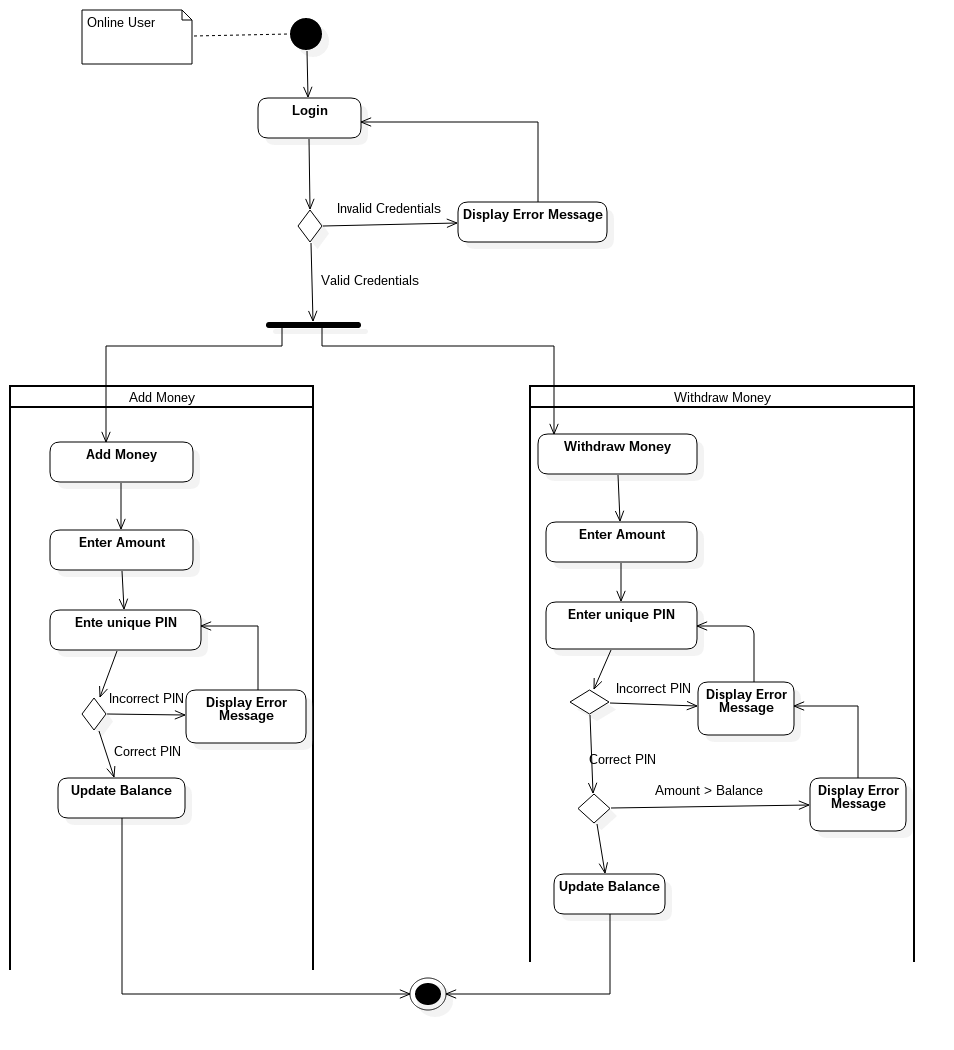 Online User
Login
Invalid Credentials
Display Error Message
Valid Credentials
Add Money
Add Money
Enter Amount
Ente unique PIN
Incorrect PIN
Display Error
Message
Correct PIN
Update Balance
Withdraw Money
Withdraw Money
Enter Amount
Enter unique PIN
Incorrect PIN
Display Error
Message
Correct PIN
Amount > Balance
Display Error
Message
Update Balance